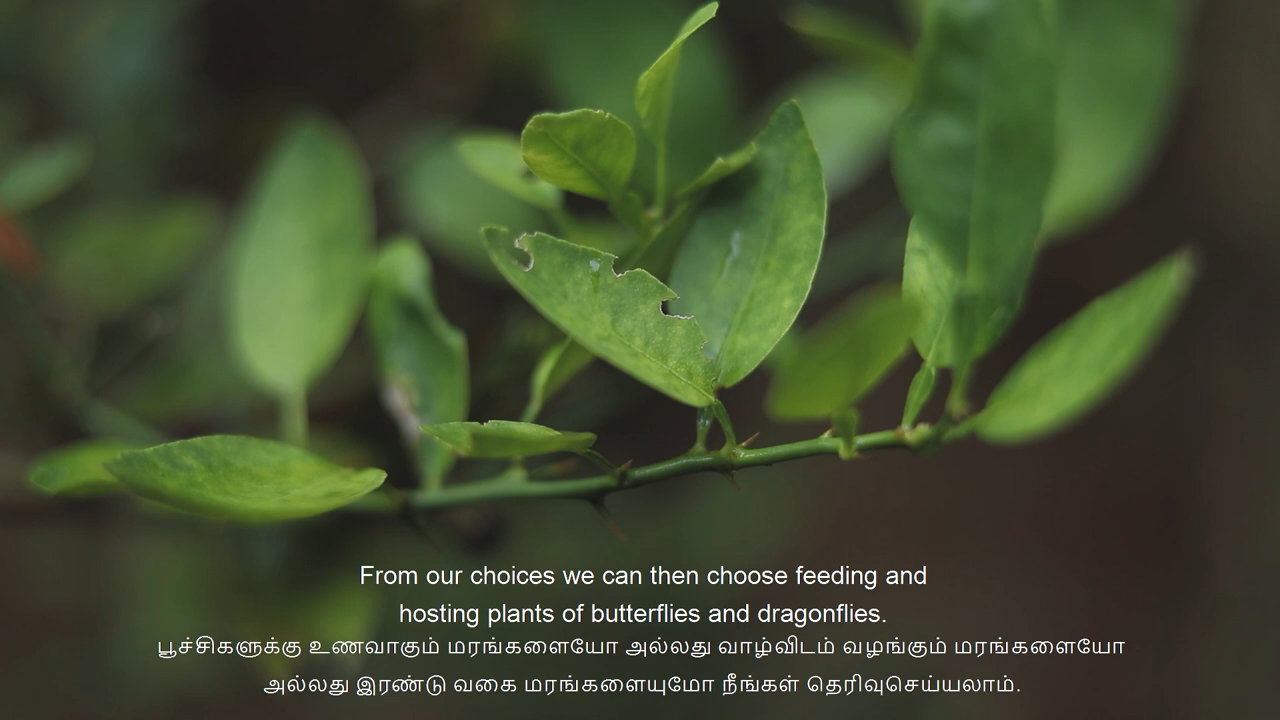 From our choices we can then choose feeding and
hosting plants of butterflies and dragonflies.
பூச்சிகளுக்கு உணவாகும் மரங்களையோ அல்லது வாழ்விடம் வழங்கும் மரங்களையோ
அல்லது இரண்டு வகை மரங்களையுமோ நீங்கள் தெரிவுசெய்யலாம்.